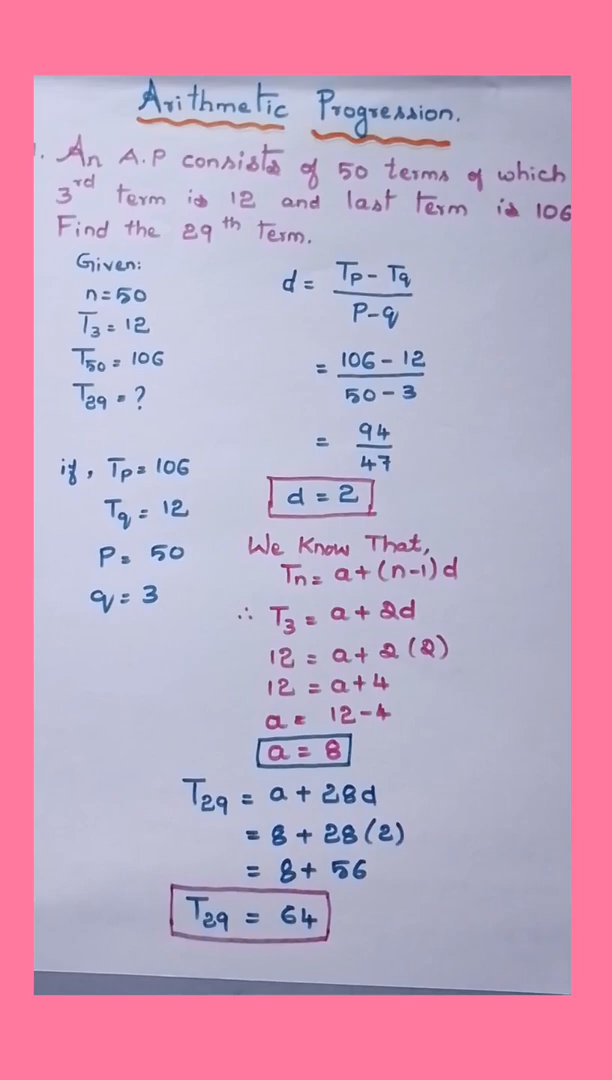 Arithmetic Progression.
. An A.P consists of 50 terms of which
3rd term is 12 and last term is 106
Find the 29th term.
Given:
n=50
T3 = 12
T50 = 106
T29 = ?
if, Tp = 106
Tq = 12
P = 50
q = 3
d = Tp - Tq / P-q
= 106 - 12 / 50 - 3
= 94 / 47
d = 2
We Know That,
Tn = a+(n-1)d
∴ T3 = a + 2d
12 = a+ 2(2)
12 = a+4
a = 12-4
a = 8
T29 = a + 28d
= 8 + 28(2)
= 8+ 56
T29 = 64